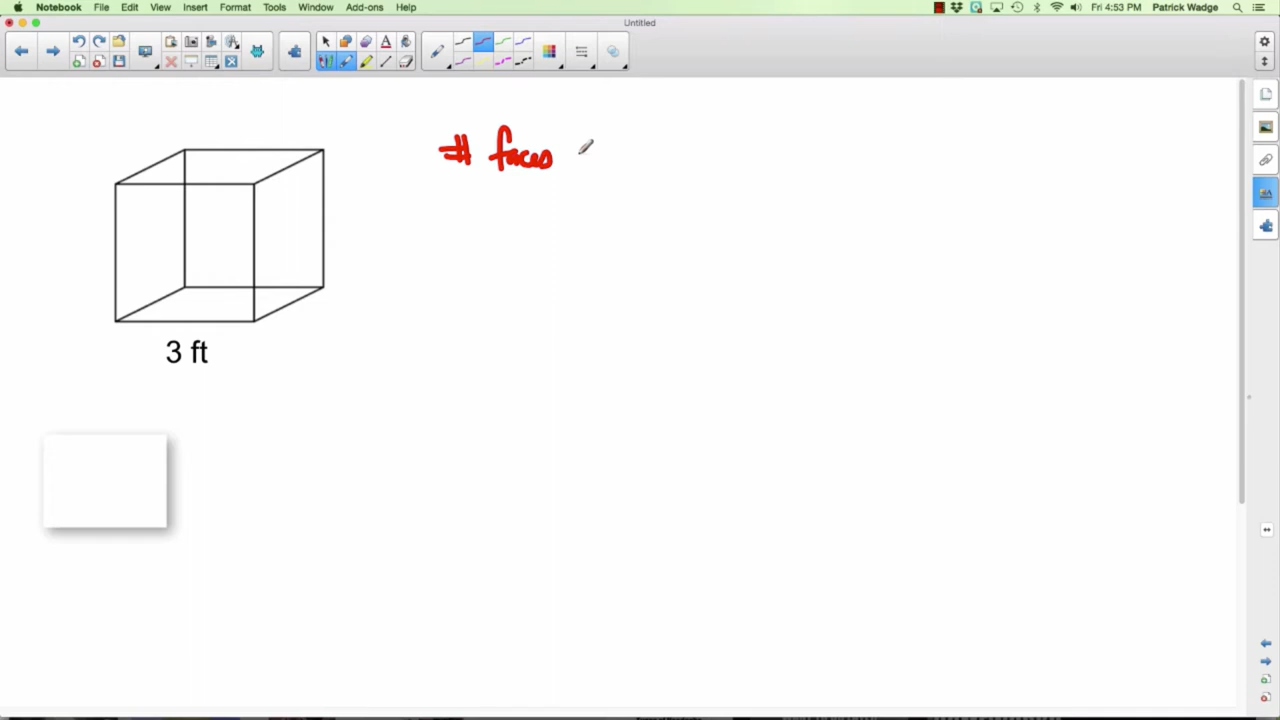 Notebook File Edit View Insert Format Tools Window Add-ons Help Fri 4:53 PM Patrick Wadge
Untitled
# faces
3 ft